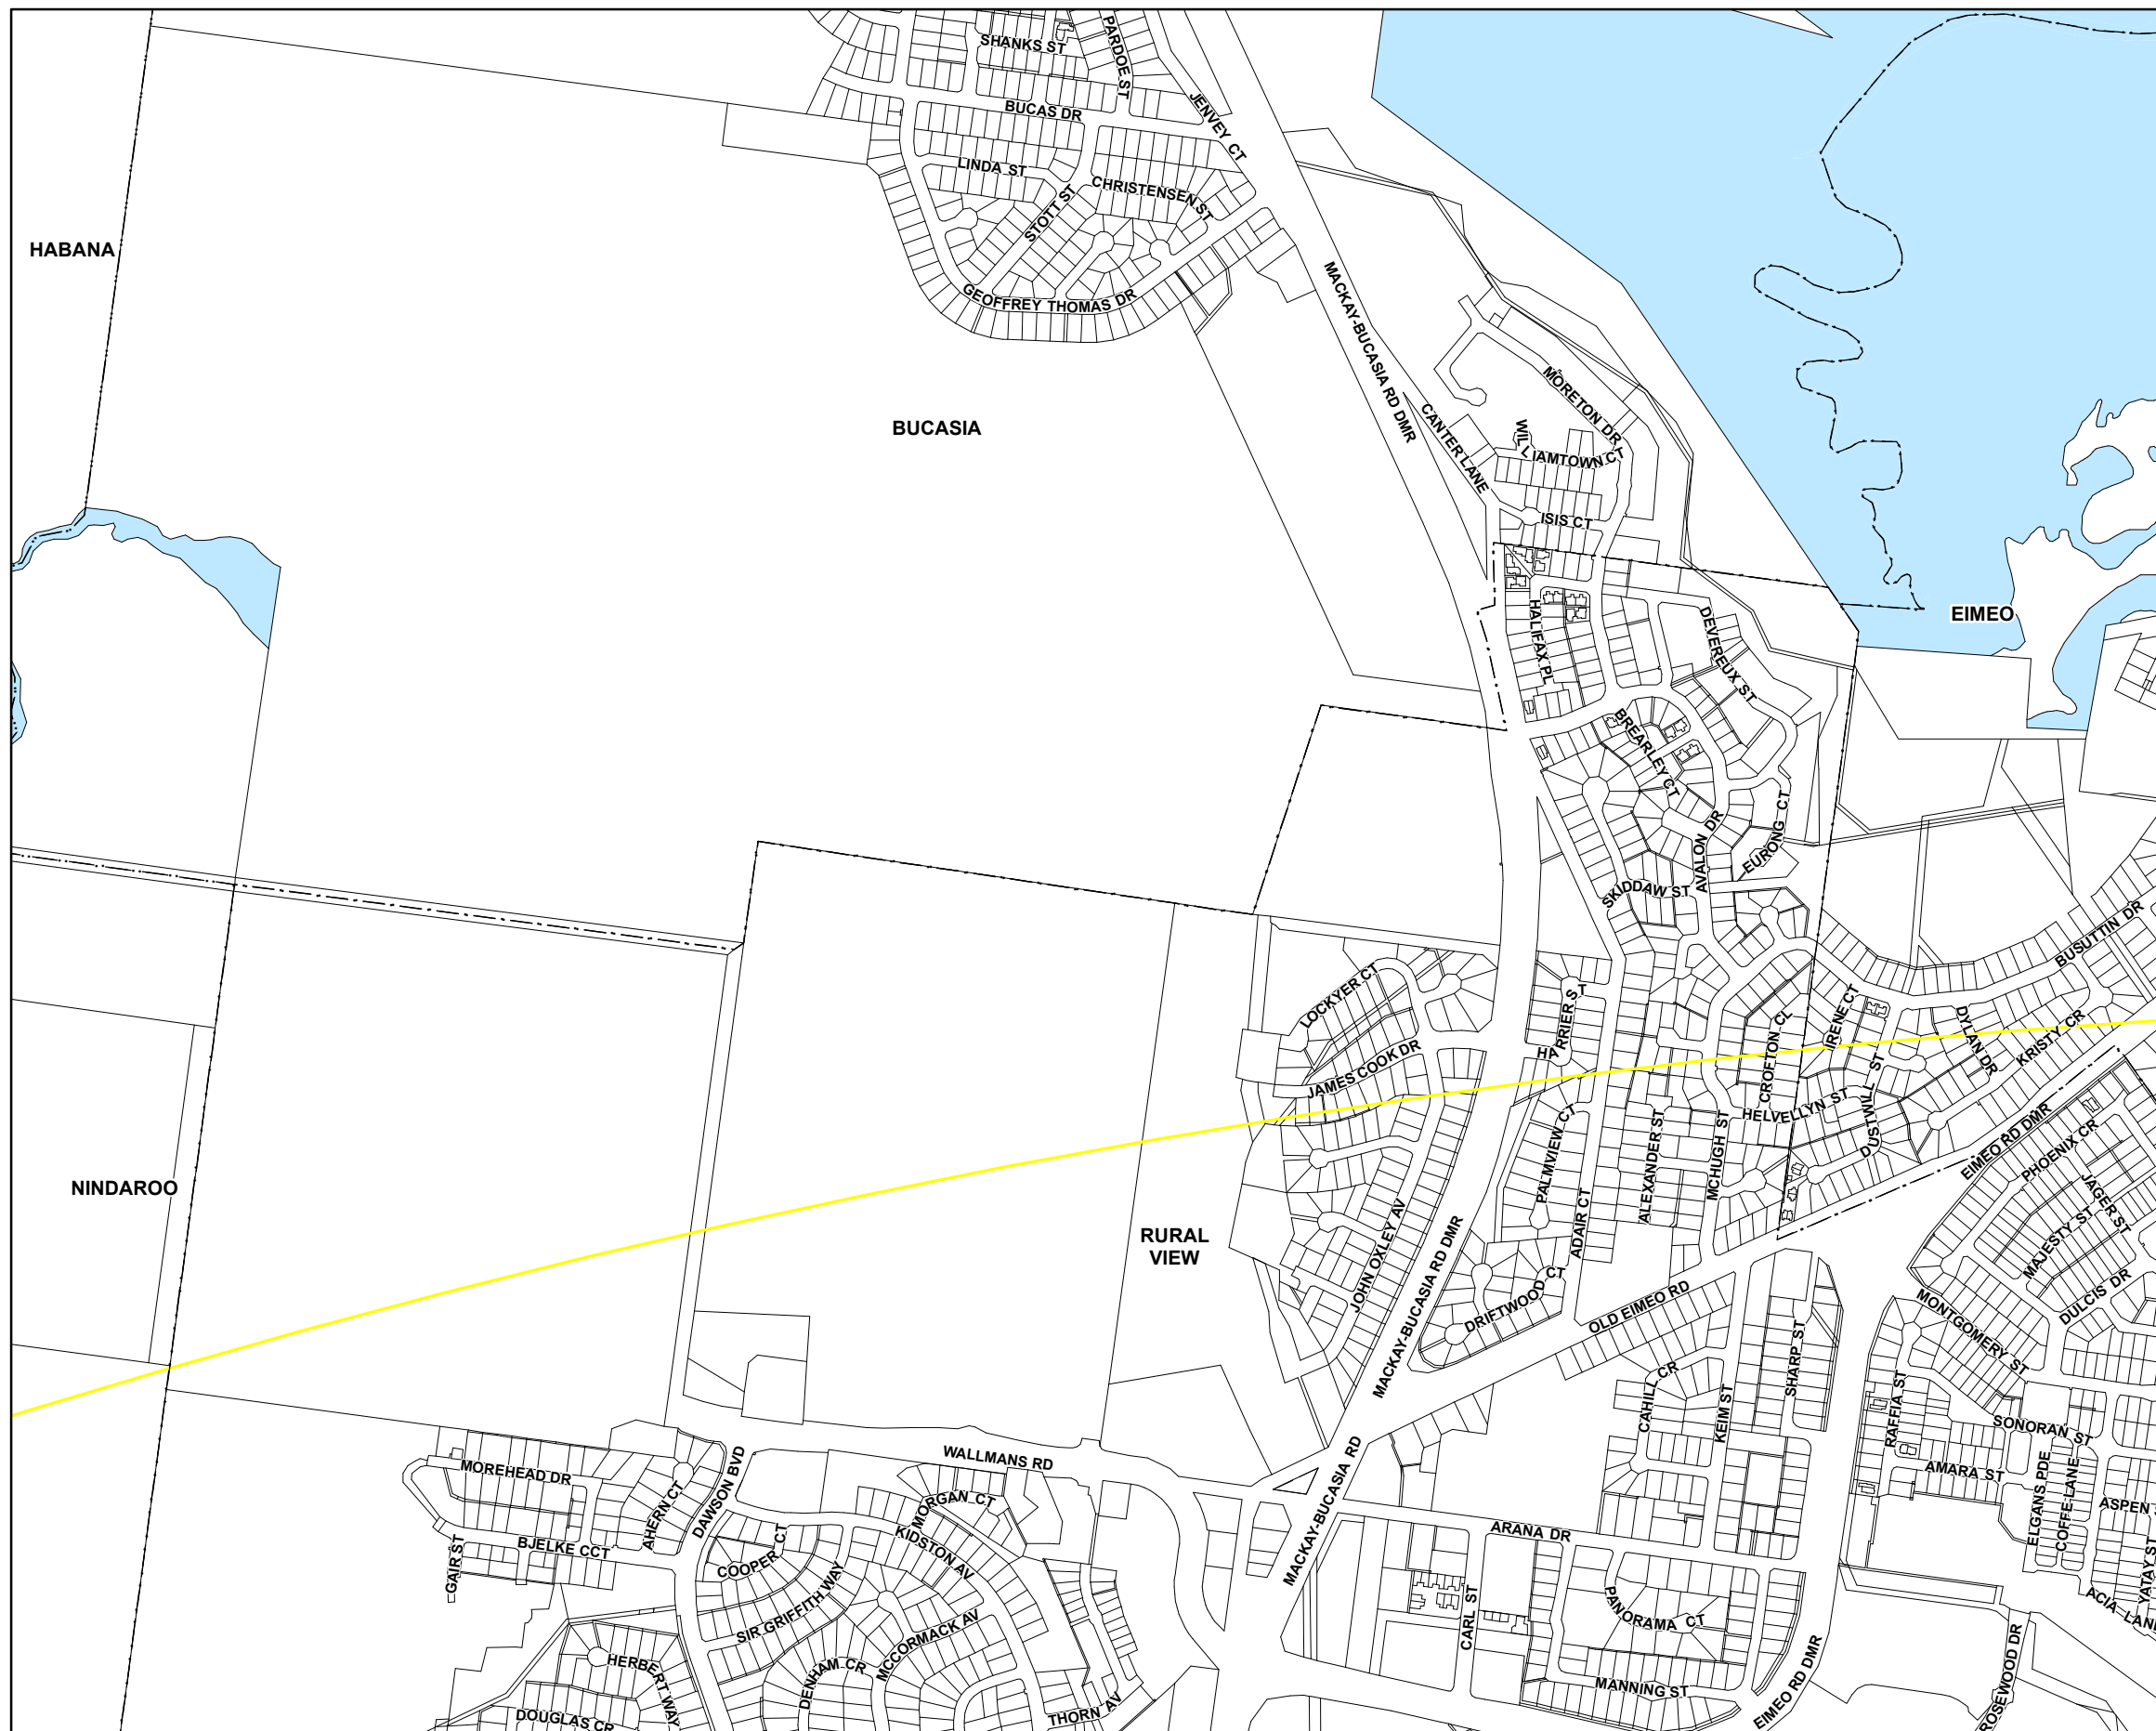 SHANKS ST
PARDOE ST
JENVEY CT
BUCAS DR
LINDA ST
CHRISTENSEN ST
STOTT ST
GEOFFREY THOMAS DR
HABANA
MACKAY-BUCASIA RD DMR
BUCASIA
MORETON DR
CANTER LANE
WILLIAMTOWN CT
ISIS CT
HALIFAX PL
DEVEREUX ST
EIMEO
BREARLEY CT
AVALON DR
EURONG CT
SKIDDAW ST
BUSUTTIN DR
LOCKYER CT
HARRIER ST
IRENE CT
DYLAN DR
KRISTY CR
JAMES COOK DR
CROFTON CL
HELVELLYN ST
DUSTWILL ST
EIMEO RD DMR
PHOENIX CR
JAGER ST
MAJESTY ST
DULCIS DR
PALMVIEW CT
ADAIR CT
ALEXANDER ST
MCHUGH ST
NINDAROO
RURAL
VIEW
JOHN OXLEY AV
MACKAY-BUCASIA RD DMR
DRIFTWOOD CT
OLD EIMEO RD
MONTGOMERY ST
SHARP ST
CAHILL CR
KEIM ST
RAFFIA ST
SONORAN ST
AMARA ST
ELGANS PDE
COFFE LANE
ASPEN
YATAY ST
ACIA LANE
WALLMANS RD
MOREHEAD DR
AHERN CT
DAWSON BVD
MORGAN CT
KIDSTON AV
BJELKE CCT
GAIR ST
COOPER CT
SIR GRIFFITH WAY
MCCORMACK AV
DENHAM CR
HERBERT WAY
DOUGLAS CR
THORN AV
MACKAY-BUCASIA RD
ARANA DR
CARL ST
PANORAMA CT
MANNING ST
EIMEO RD DMR
ROSEWOOD DR